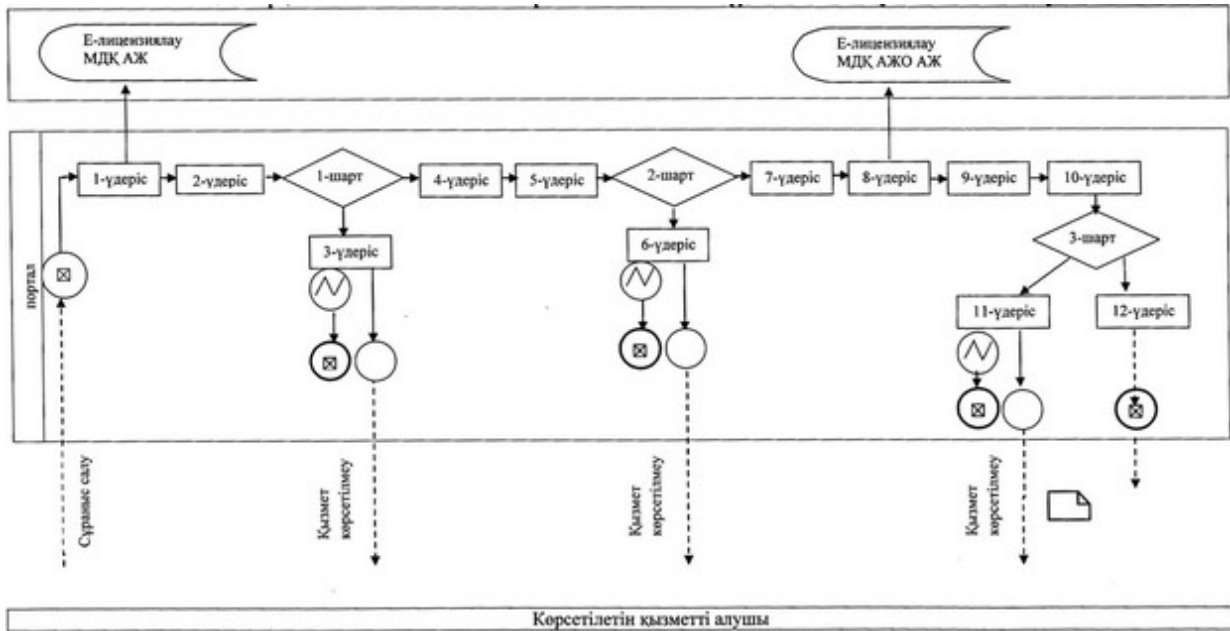 Е-лицензиялау
МДҚ АЖ
Е-лицензиялау
МДҚ АЖО АЖ
1-үдеріс
2-үдеріс
1-шарт
4-үдеріс
5-үдеріс
2-шарт
7-үдеріс
8-үдеріс
9-үдеріс
10-үдеріс
3-үдеріс
6-үдеріс
3-шарт
11-үдеріс
12-үдеріс
портал
Сұраныс салу
Қызмет
көрсетілмеу
Қызмет
көрсетілмеу
Қызмет
көрсетілмеу
Көрсетілетін қызметті алушы